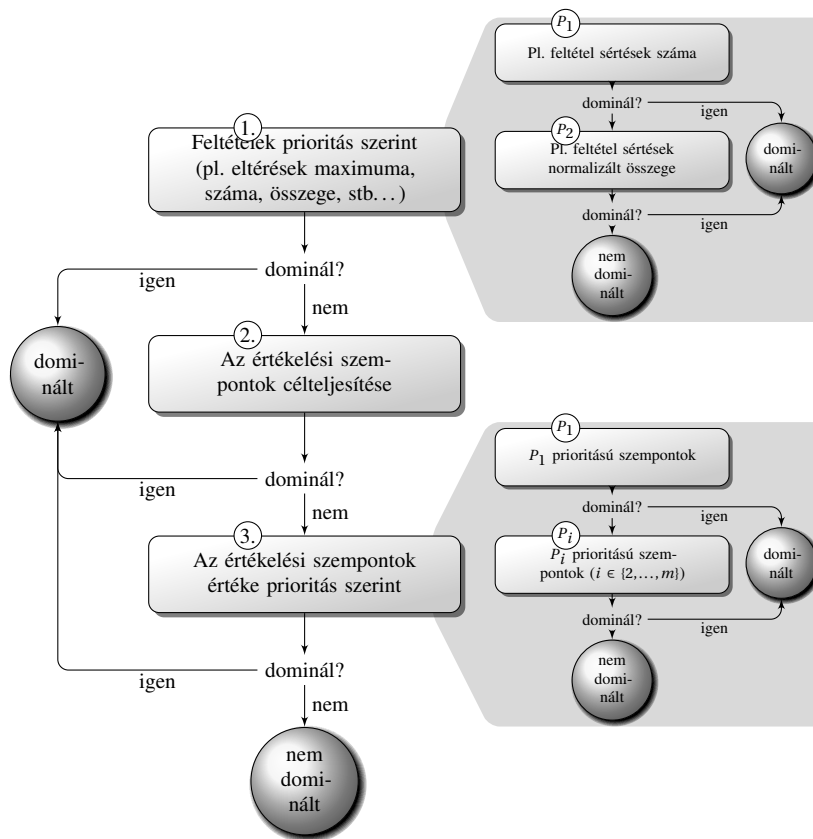 1.
Feltételek prioritás szerint
(pl. eltérések maximuma,
száma, összege, stb...)
dominál?
igen
nem
domi-
nált
2.
Az értékelési szem-
pontok célteljesítése
dominál?
igen
nem
3.
Az értékelési szempontok
értéke prioritás szerint
dominál?
igen
nem
nem
domi-
nált
P1
Pl. feltétel sértések száma
dominál?
igen
P2
Pl. feltétel sértések
normalizált összege
domi-
nált
dominál?
igen
nem
domi-
nált
P1
P1 prioritású szempontok
dominál?
igen
Pi
Pi prioritású szem-
pontok (i ∈ {2,...,m})
domi-
nált
dominál?
igen
nem
domi-
nált